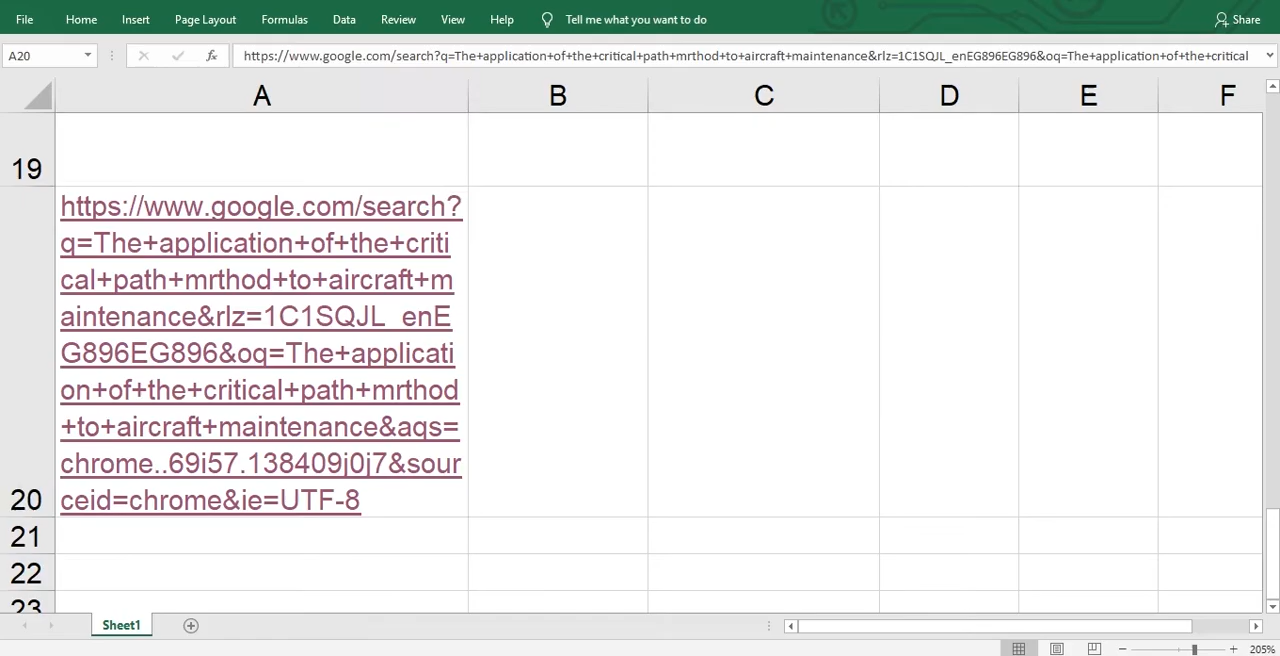 File Home Insert Page Layout Formulas Data Review View Help Tell me what you want to do Share
A20 fx https://www.google.com/search?q=The+application+of+the+critical+path+mrthod+to+aircraft+maintenance&rlz=1C1SQJL_enEG896EG896&oq=The+application+of+the+critical
A B C D E F
19
https://www.google.com/search?
q=The+application+of+the+criti
cal+path+mrthod+to+aircraft+m
aintenance&rlz=1C1SQJL_enE
G896EG896&oq=The+applicati
on+of+the+critical+path+mrthod
+to+aircraft+maintenance&aqs=
chrome..69i57.138409j0j7&sour
20 ceid=chrome&ie=UTF-8
21
22
23
Sheet1
205%